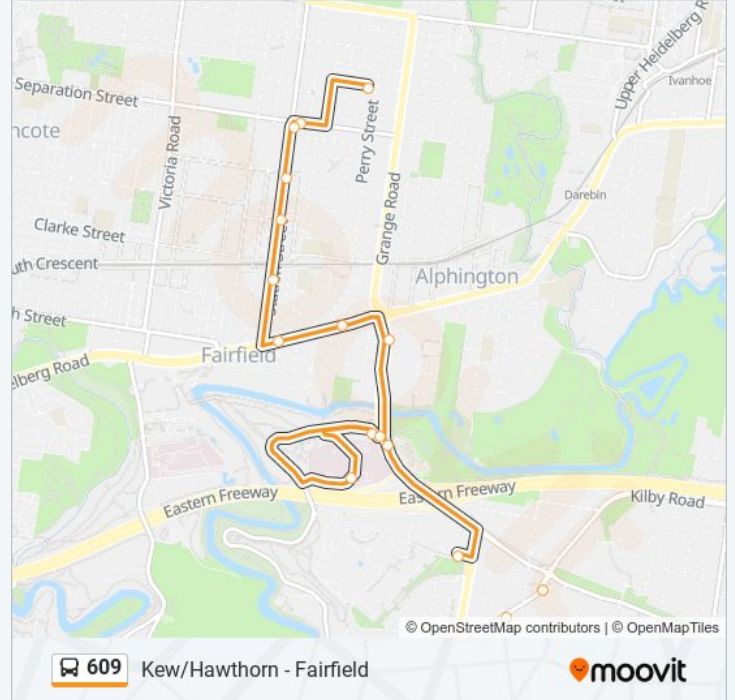 Upper Heidelberg R
Separation Street
Ivanhoe
ncote
Perry Street
Victoria Road
Darebin
Clarke Street
Grange Road
uth Crescent
Alphington
h Street
Fairfield
elberg Road
Eastern Freeway
Eastern Freeway
Kilby Road
© OpenStreetMap contributors | © OpenMapTiles
609 Kew/Hawthorn - Fairfield
moovit